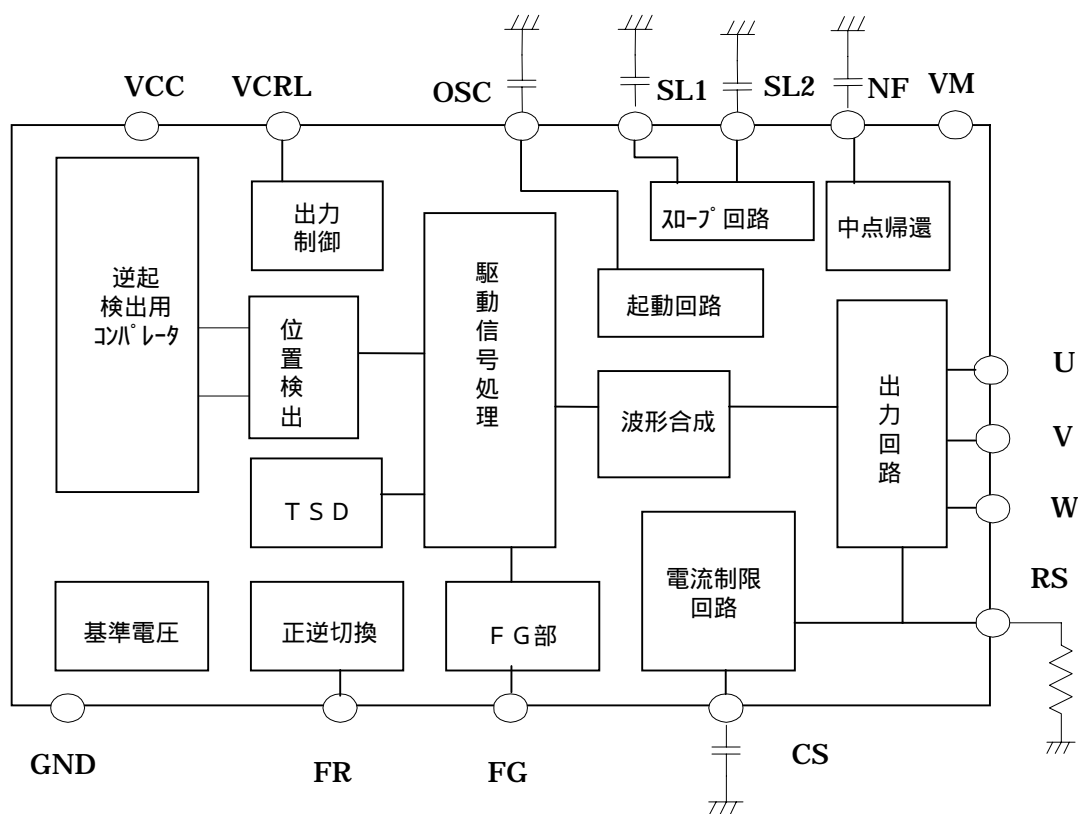 VCC
VCRL
OSC
SL1
SL2
NF
VM
出力
制御
ｽﾛｰﾌﾟ回路
中点帰還
逆起
検出用
ｺﾝﾊﾟﾚｰﾀ
駆動信号処理
起動回路
位置検出
波形合成
出力回路
U
V
W
ＴＳＤ
電流制限
回路
RS
基準電圧
正逆切換
ＦＧ部
GND
FR
FG
CS